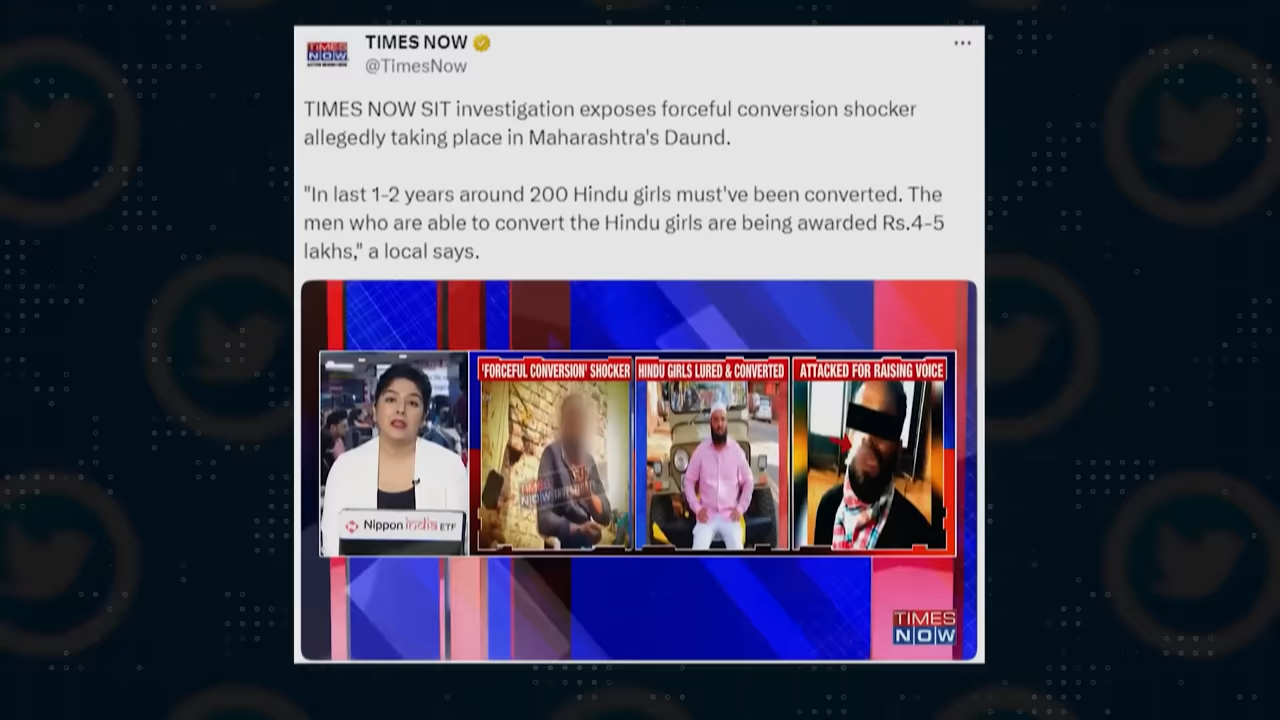 TIMES NOW
@TimesNow
TIMES NOW SIT investigation exposes forceful conversion shocker
allegedly taking place in Maharashtra's Daund.
"In last 1-2 years around 200 Hindu girls must've been converted. The
men who are able to convert the Hindu girls are being awarded Rs.4-5
lakhs," a local says.
'FORCEFUL CONVERSION' SHOCKER
HINDU GIRLS LURED & CONVERTED
ATTACKED FOR RAISING VOICE
TIMES
NOW
Nippon india ETF
TIMES
NOW